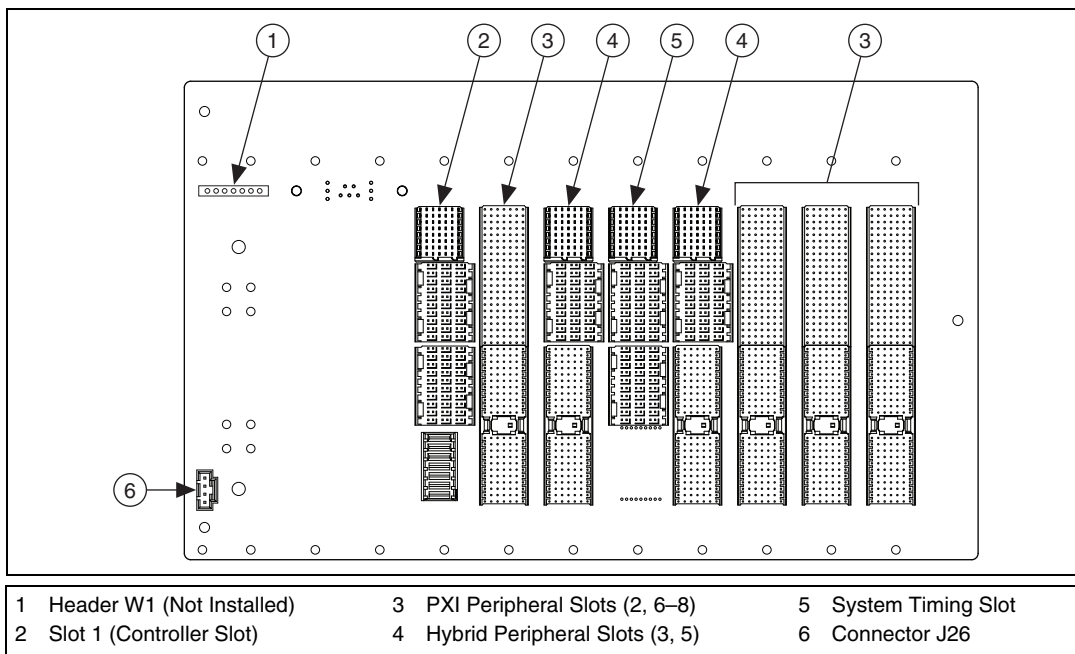 1 2 3 4 5 4 3
6
1 Header W1 (Not Installed) 3 PXI Peripheral Slots (2, 6–8) 5 System Timing Slot
2 Slot 1 (Controller Slot) 4 Hybrid Peripheral Slots (3, 5) 6 Connector J26